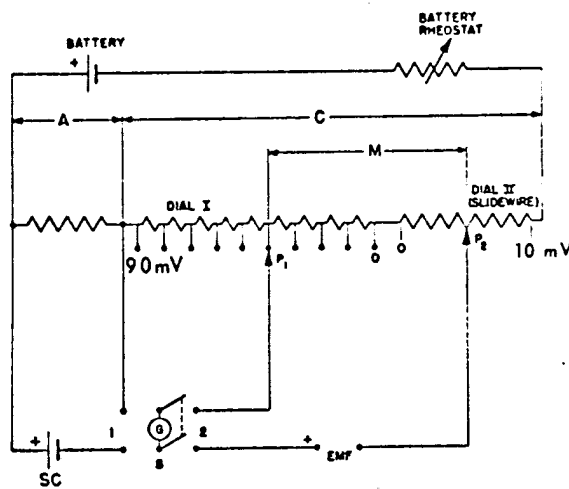 BATTERY
RHEOSTAT
BATTERY
+
A
C
M
DIAL I
DIAL II
(SLIDEWIRE)
90mV
P1
0
0
P2
10 mV
1
G
2
S
+
SC
+
EMF